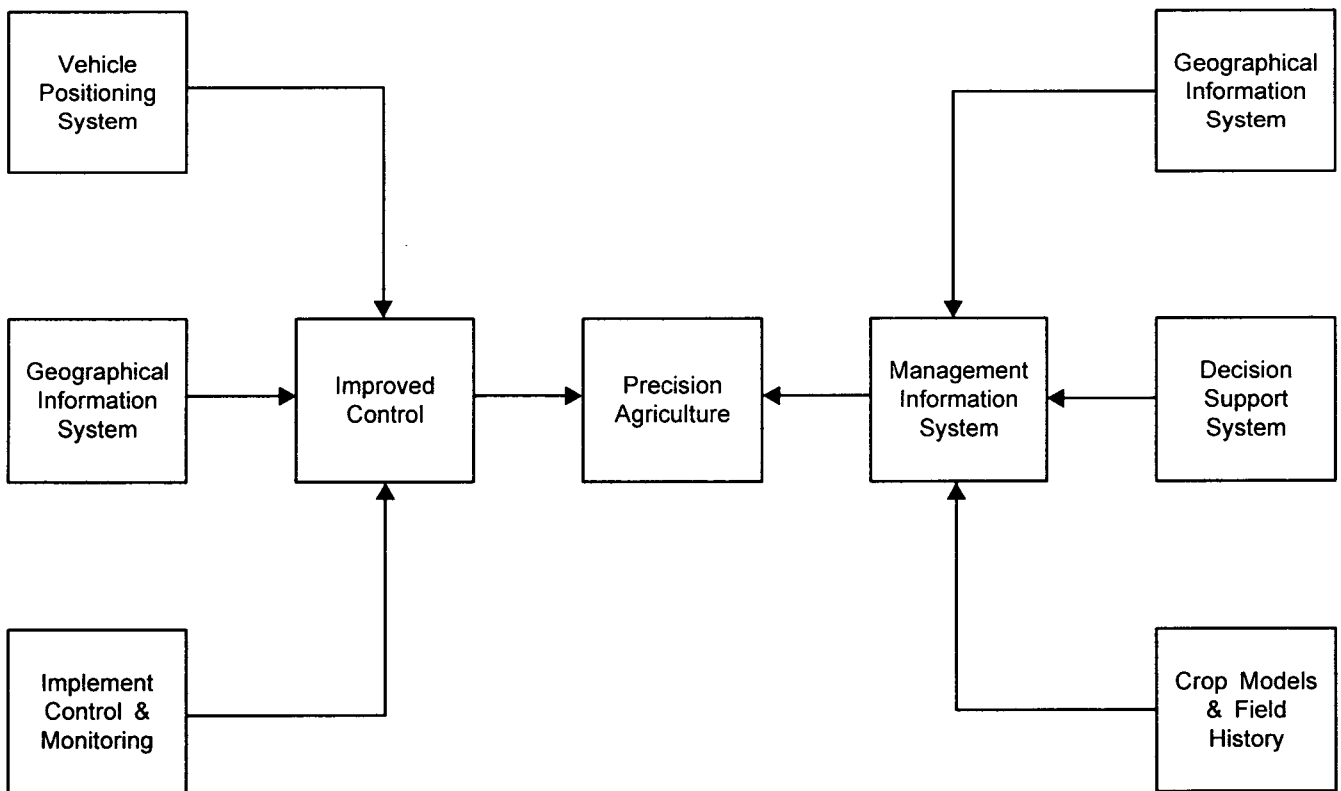 Vehicle
Positioning
System
Geographical
Information
System
Geographical
Information
System
Improved
Control
Precision
Agriculture
Management
Information
System
Decision
Support
System
Implement
Control &
Monitoring
Crop Models
& Field
History